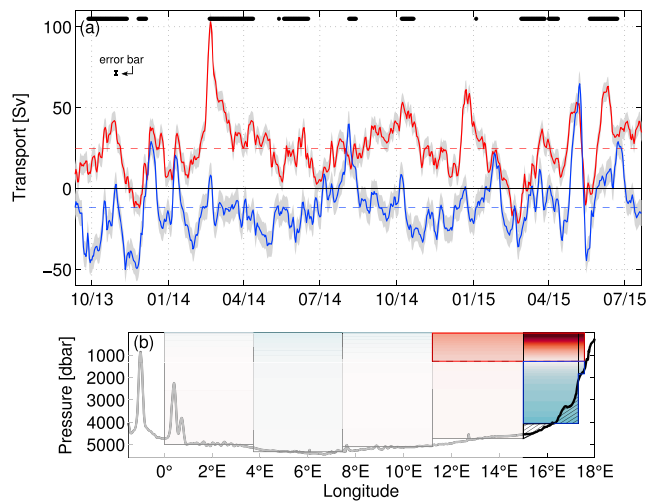 (a)
100
error bar
50
0
−50
Transport [Sv]
10/13 01/14 04/14 07/14 10/14 01/15 04/15 07/15
(b)
1000
2000
3000
4000
5000
Pressure [dbar]
0° 2°E 4°E 6°E 8°E 10°E 12°E 14°E 16°E 18°E
Longitude